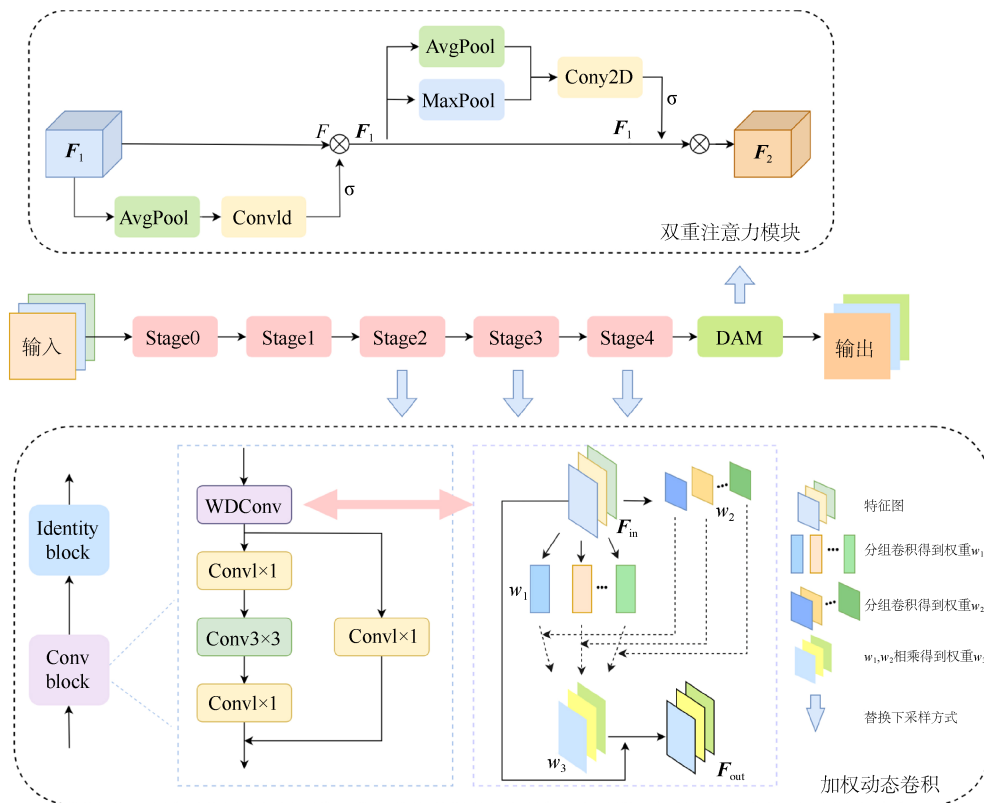 AvgPool
Cony2D
MaxPool
σ
F₁
F
F₁
F₁
F₂
σ
AvgPool
Convld
双重注意力模块
输入
Stage0
Stage1
Stage2
Stage3
Stage4
DAM
输出
Identity
block
Conv
block
WDConv
Convl×1
Conv3×3
Convl×1
Convl×1
F_in
w₂
w₁
w₃
F_out
特征图
分组卷积得到权重w₁
分组卷积得到权重w₂
w₁,w₂相乘得到权重w₃
替换下采样方式
加权动态卷积